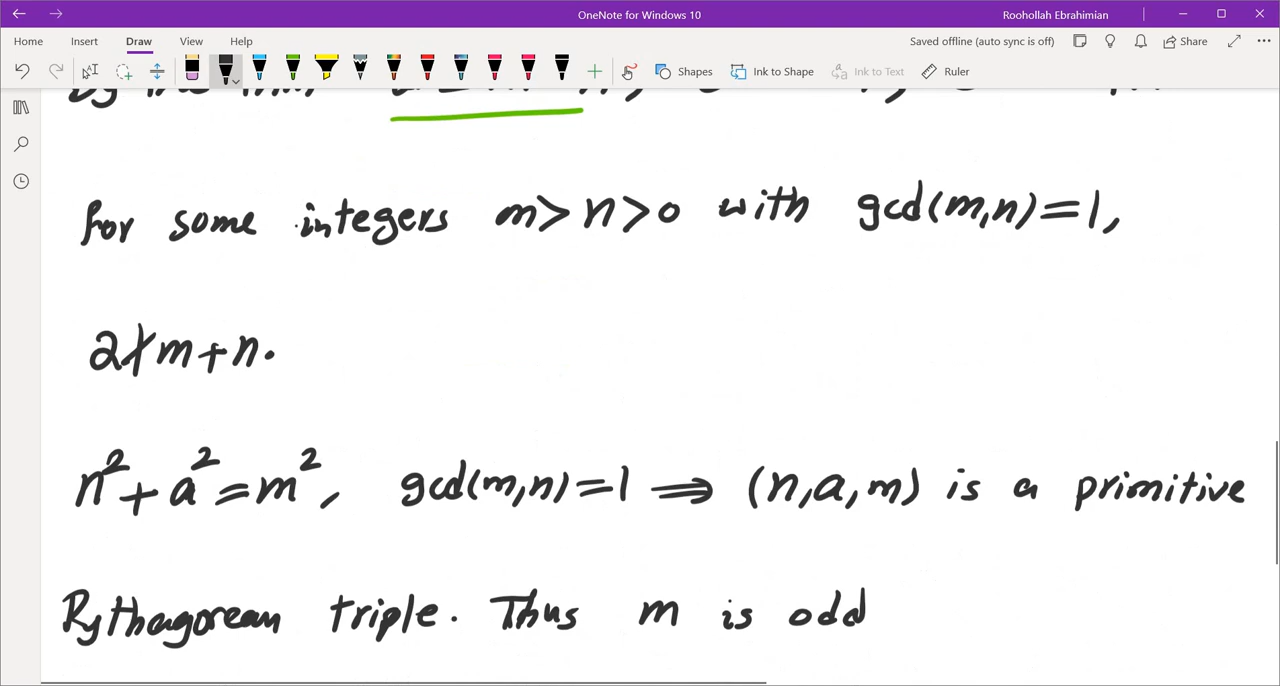 OneNote for Windows 10
Roohollah Ebrahimian
Home Insert Draw View Help
Saved offline (auto sync is off) Share
Shapes Ink to Shape Ink to Text Ruler
for some integers m > n > 0 with gcd(m,n)=1,
2∤m+n.
n²+a²=m², gcd(m,n)=1 ⟹ (n,a,m) is a primitive
Pythagorean triple. Thus m is odd